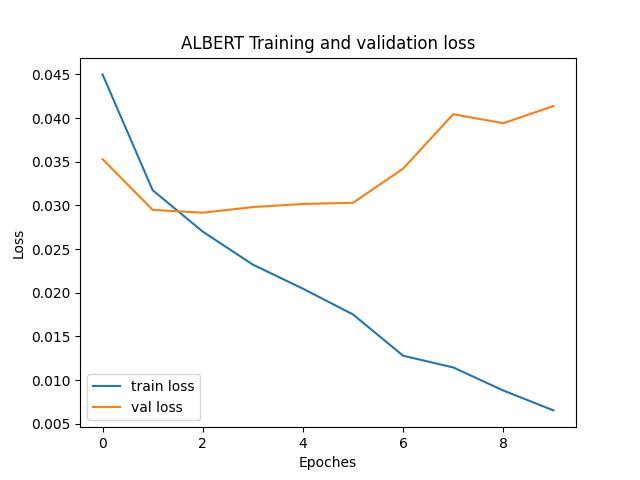 ALBERT Training and validation loss
0.045
0.040
0.035
0.030
0.025
0.020
0.015
0.010
0.005
Loss
train loss
val loss
0 2 4 6 8
Epoches